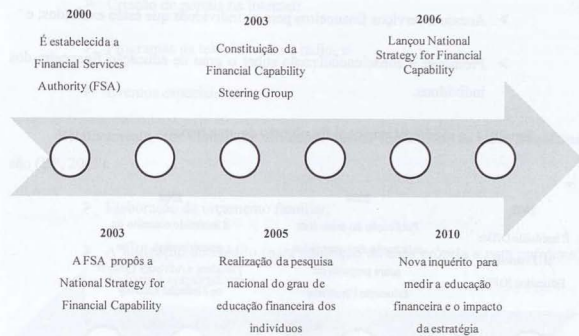 2000
É estabelecida a
Financial Services
Authority (FSA)
2003
Constituição da
Financial Capability
Steering Group
2006
Lançou National
Strategy for Financial
Capability
2003
A FSA propôs a
National Strategy for
Financial Capability
2005
Realização da pesquisa
nacional do grau de
educação financeira dos
indivíduos
2010
Nova inquérito para
medir a educação
financeira e o impacto
da estratégia